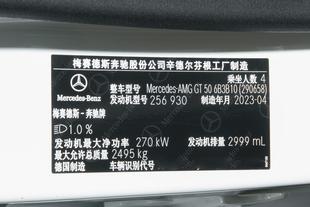 梅赛德斯奔驰股份公司辛德尔芬根工厂制造
乘坐人数 4
Mercedes-Benz
整车型号 Mercedes-AMG GT 50 6B3B10 (290658)
发动机型号 256 930 制造年月 2023-04
梅赛德斯 - 奔驰牌
1.0 %
发动机最大净功率 270 kW 发动机排量 2999 mL
最大允许总质量 2495 kg
德国制造 车辆识别代号